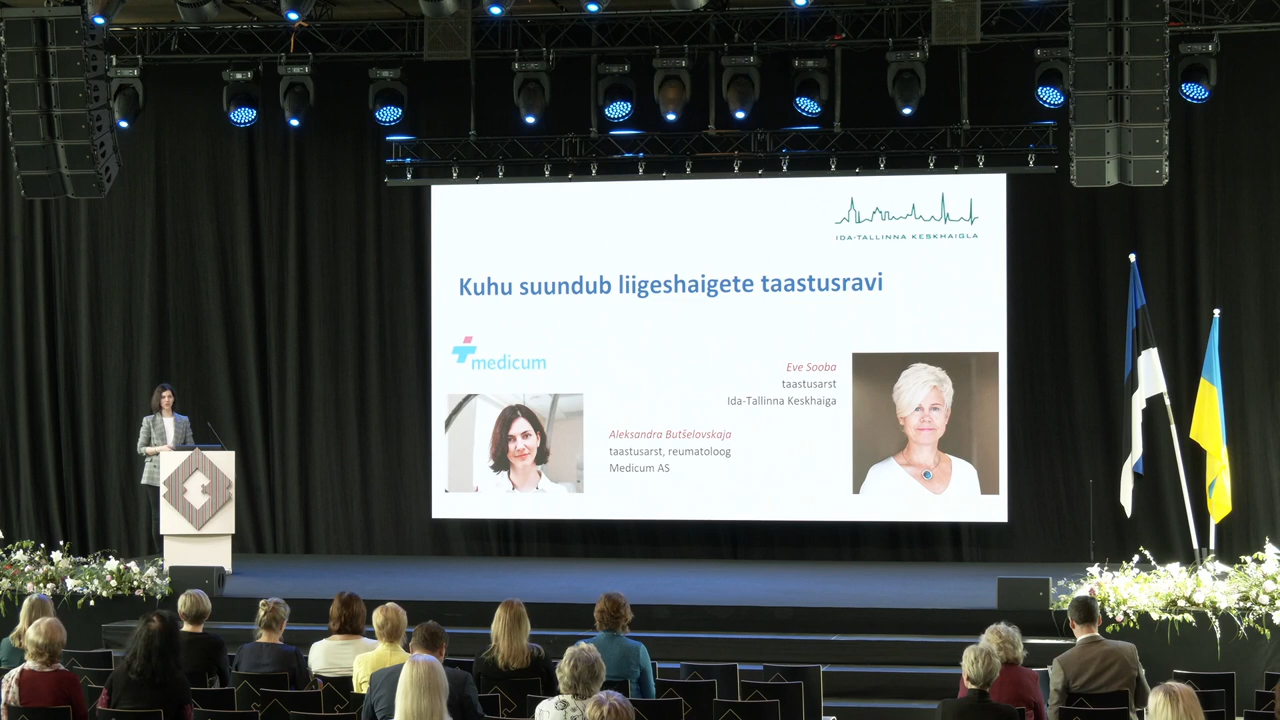 IDA-TALLINNA KESKHAIGLA
Kuhu suundub liigeshaigete taastusravi
medicum
Eve Sooba
taastusarst
Ida-Tallinna Keskhaiga
Aleksandra Butšelovskaja
taastusarst, reumatoloog
Medicum AS